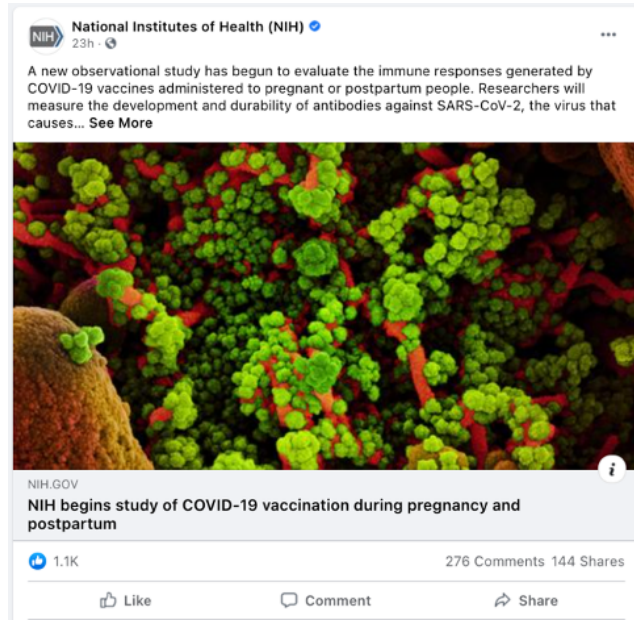 NIH
National Institutes of Health (NIH)
23h ·
A new observational study has begun to evaluate the immune responses generated by
COVID-19 vaccines administered to pregnant or postpartum people. Researchers will
measure the development and durability of antibodies against SARS-CoV-2, the virus that
causes... See More
i
NIH.GOV
NIH begins study of COVID-19 vaccination during pregnancy and
postpartum
1.1K
276 Comments 144 Shares
Like Comment Share